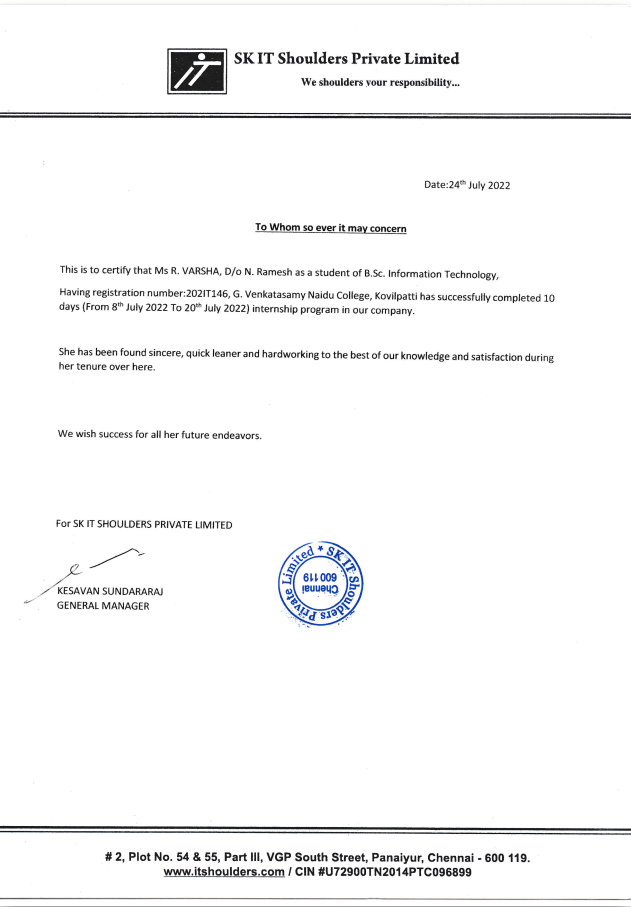 SK IT Shoulders Private Limited
We shoulders your responsibility...
Date:24th July 2022
To Whom so ever it may concern
This is to certify that Ms R. VARSHA, D/o N. Ramesh as a student of B.Sc. Information Technology,
Having registration number:202IT146, G. Venkatasamy Naidu College, Kovilpatti has successfully completed 10
days (From 8th July 2022 To 20th July 2022) internship program in our company.
She has been found sincere, quick leaner and hardworking to the best of our knowledge and satisfaction during
her tenure over here.
We wish success for all her future endeavors.
For SK IT SHOULDERS PRIVATE LIMITED
KESAVAN SUNDARARAJ
GENERAL MANAGER
* SK IT Shoulders Private Limited
Chennai
600 119
# 2, Plot No. 54 & 55, Part III, VGP South Street, Panaiyur, Chennai - 600 119.
www.itshoulders.com / CIN #U72900TN2014PTC096899